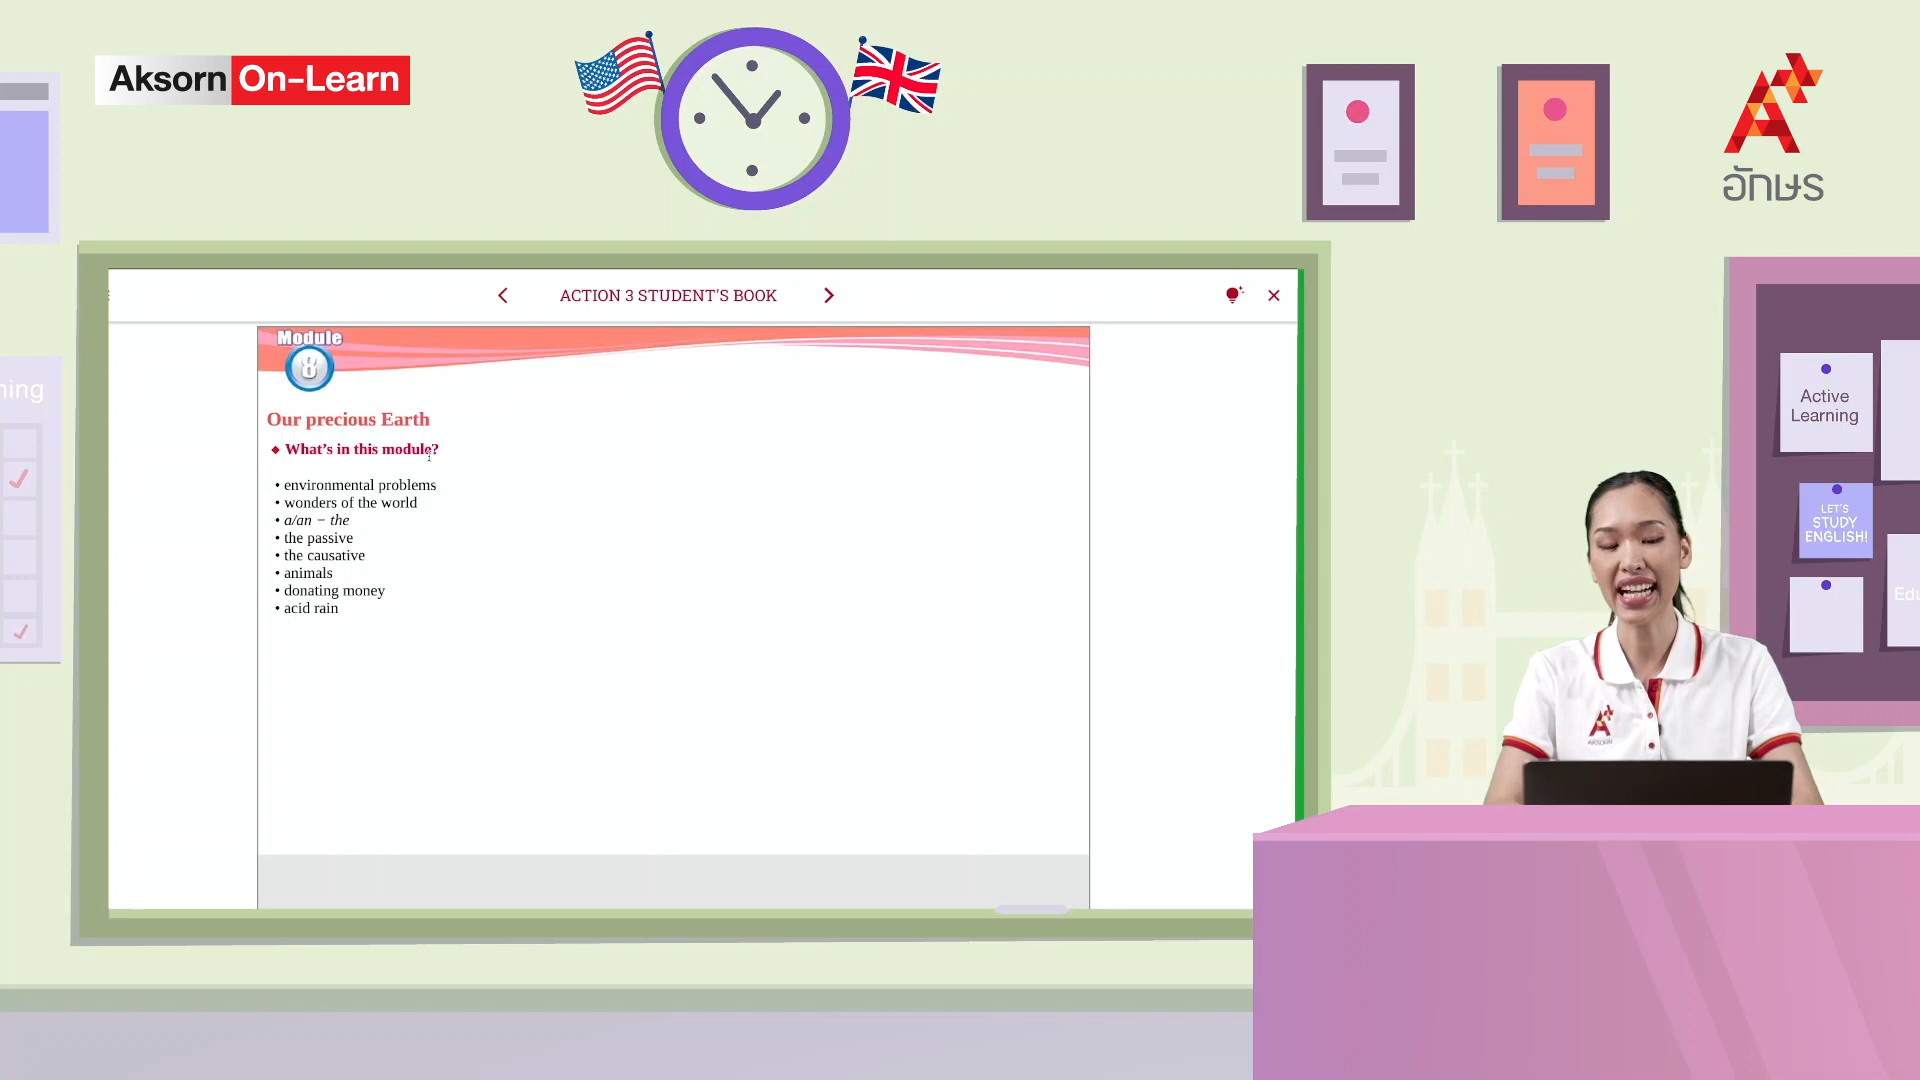 Aksorn On-Learn
อักษร
ACTION 3 STUDENT'S BOOK
Module
8
Our precious Earth
❖ What's in this module?
• environmental problems
• wonders of the world
• a/an – the
• the passive
• the causative
• animals
• donating money
• acid rain
Active
Learning
LET'S
STUDY
ENGLISH!
AKSORN